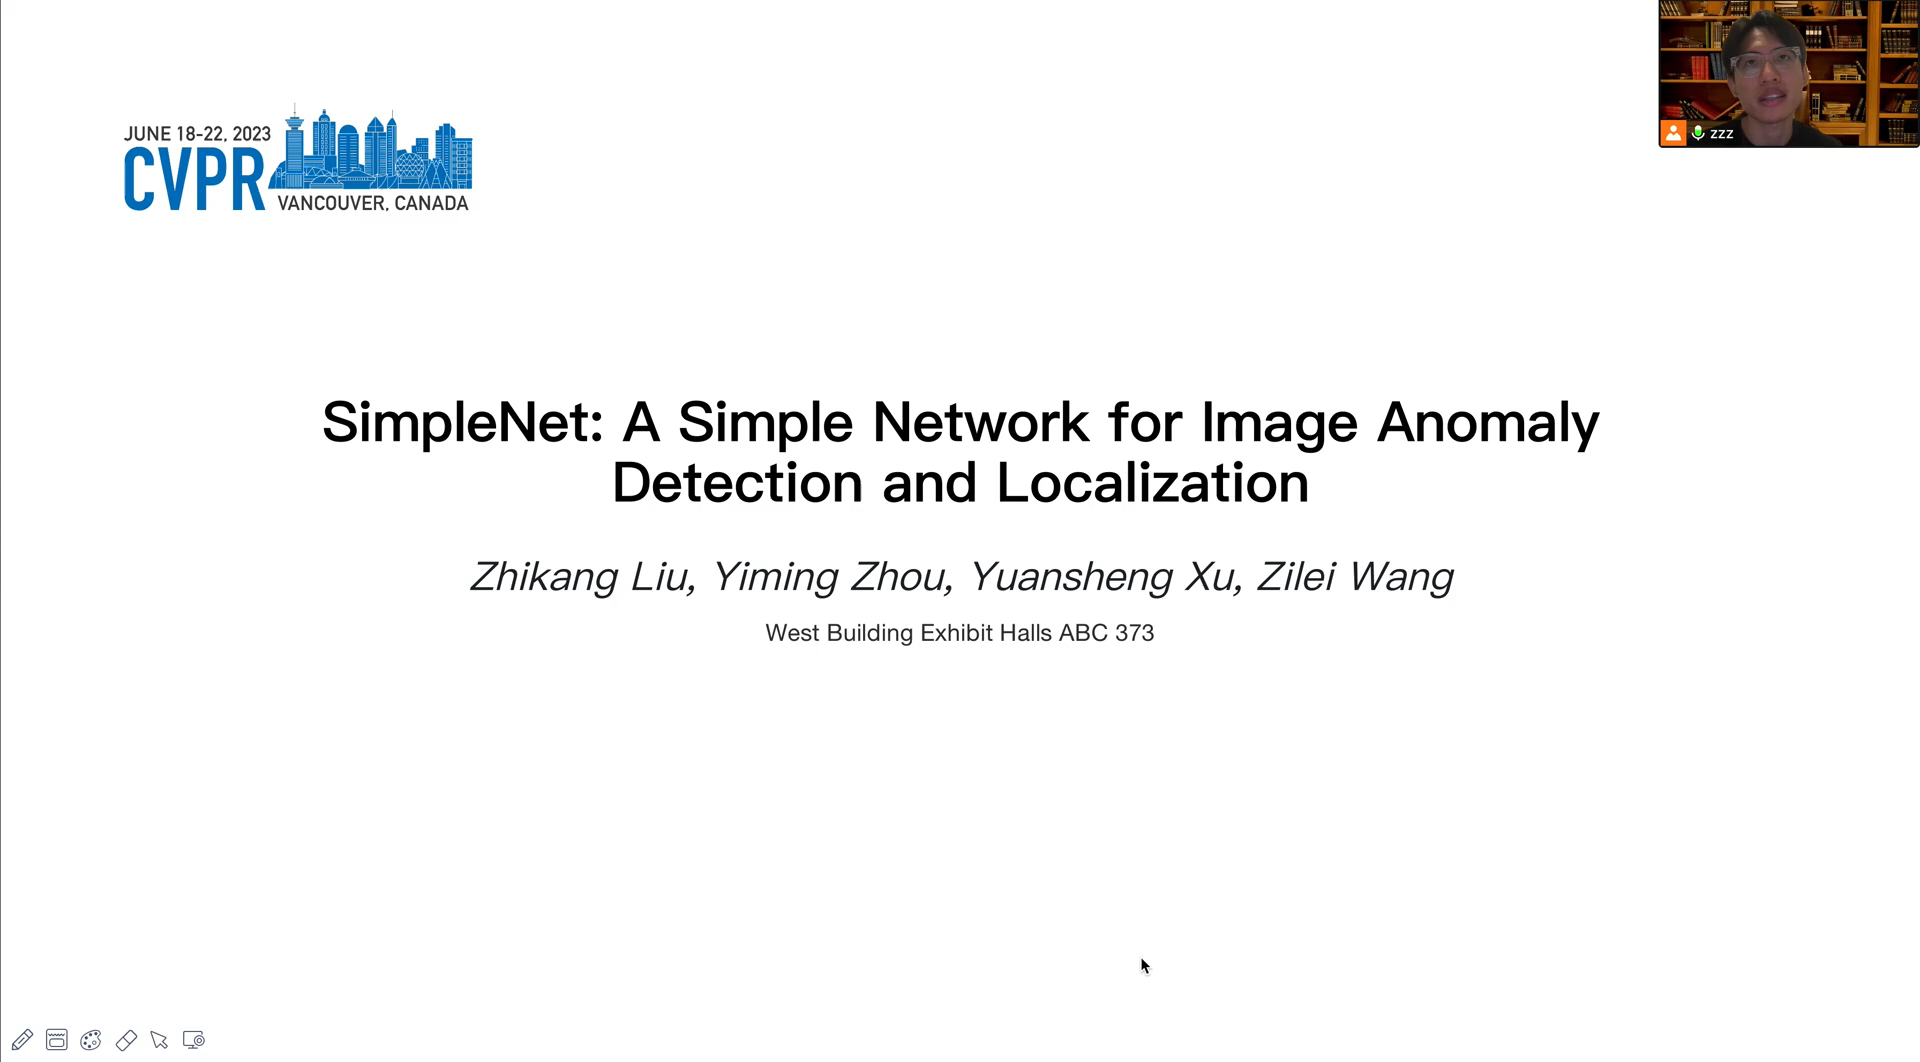 JUNE 18-22, 2023
CVPR
VANCOUVER, CANADA
zzz
SimpleNet: A Simple Network for Image Anomaly
Detection and Localization
Zhikang Liu, Yiming Zhou, Yuansheng Xu, Zilei Wang
West Building Exhibit Halls ABC 373